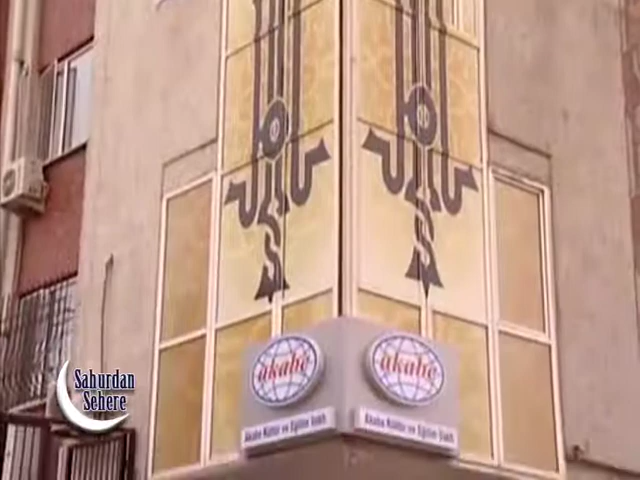 akabe
akabe
Akabe Kültür ve Eğitim Vakfı
Akabe Kültür ve Eğitim Vakfı
Sahurdan
Sehere